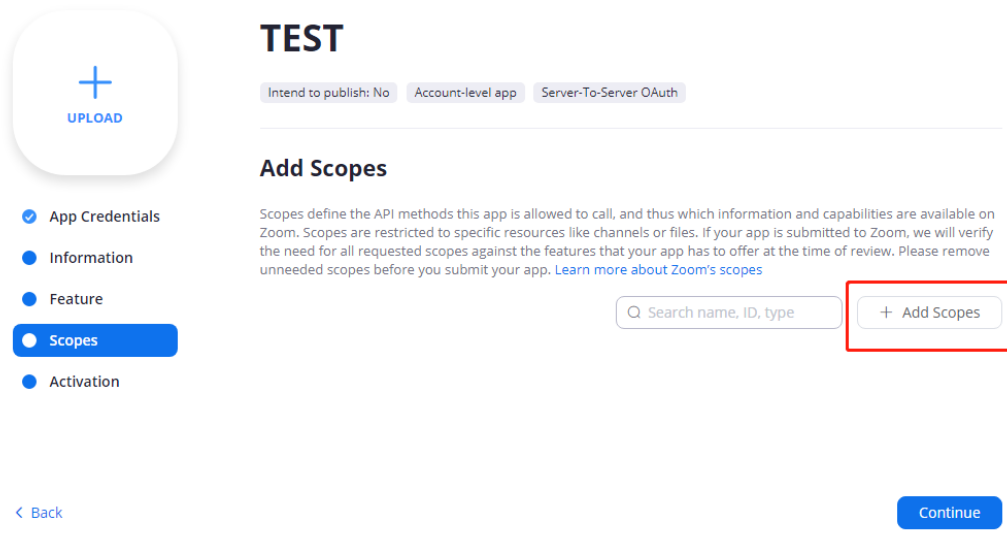 UPLOAD
App Credentials
Information
Feature
Scopes
Activation
Back
TEST
Intend to publish: No
Account-level app
Server-To-Server OAuth
Add Scopes
Scopes define the API methods this app is allowed to call, and thus which information and capabilities are available on
Zoom. Scopes are restricted to specific resources like channels or files. If your app is submitted to Zoom, we will verify
the need for all requested scopes against the features that your app has to offer at the time of review. Please remove
unneeded scopes before you submit your app. Learn more about Zoom's scopes
Search name, ID, type
+ Add Scopes
Continue